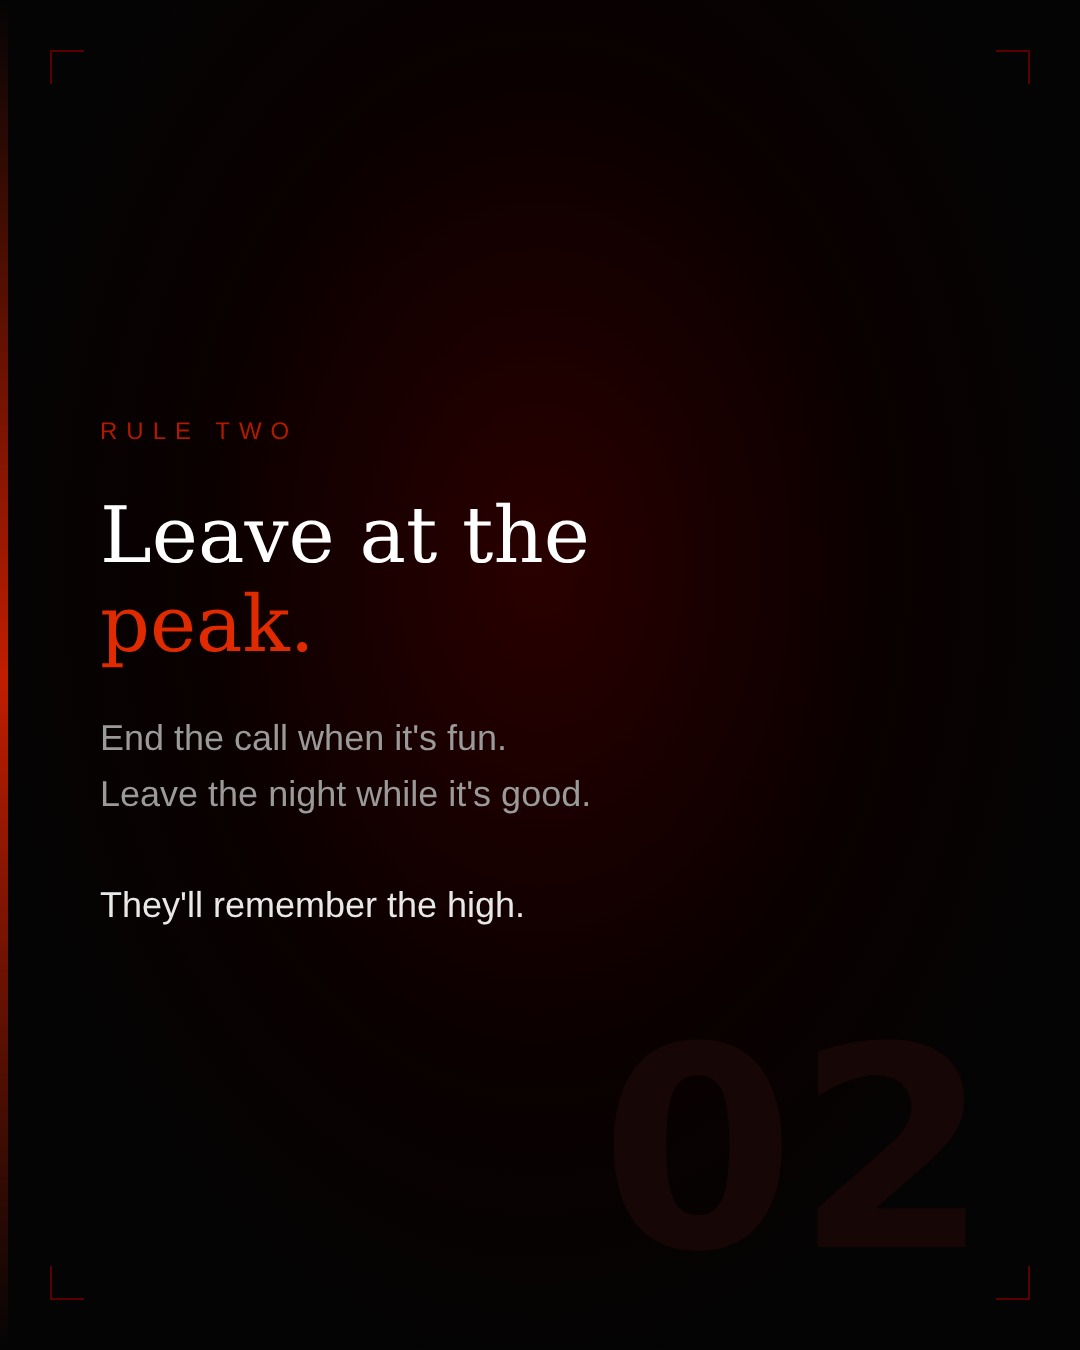 RULE TWO
Leave at the
peak.
End the call when it's fun.
Leave the night while it's good.
They'll remember the high.
02